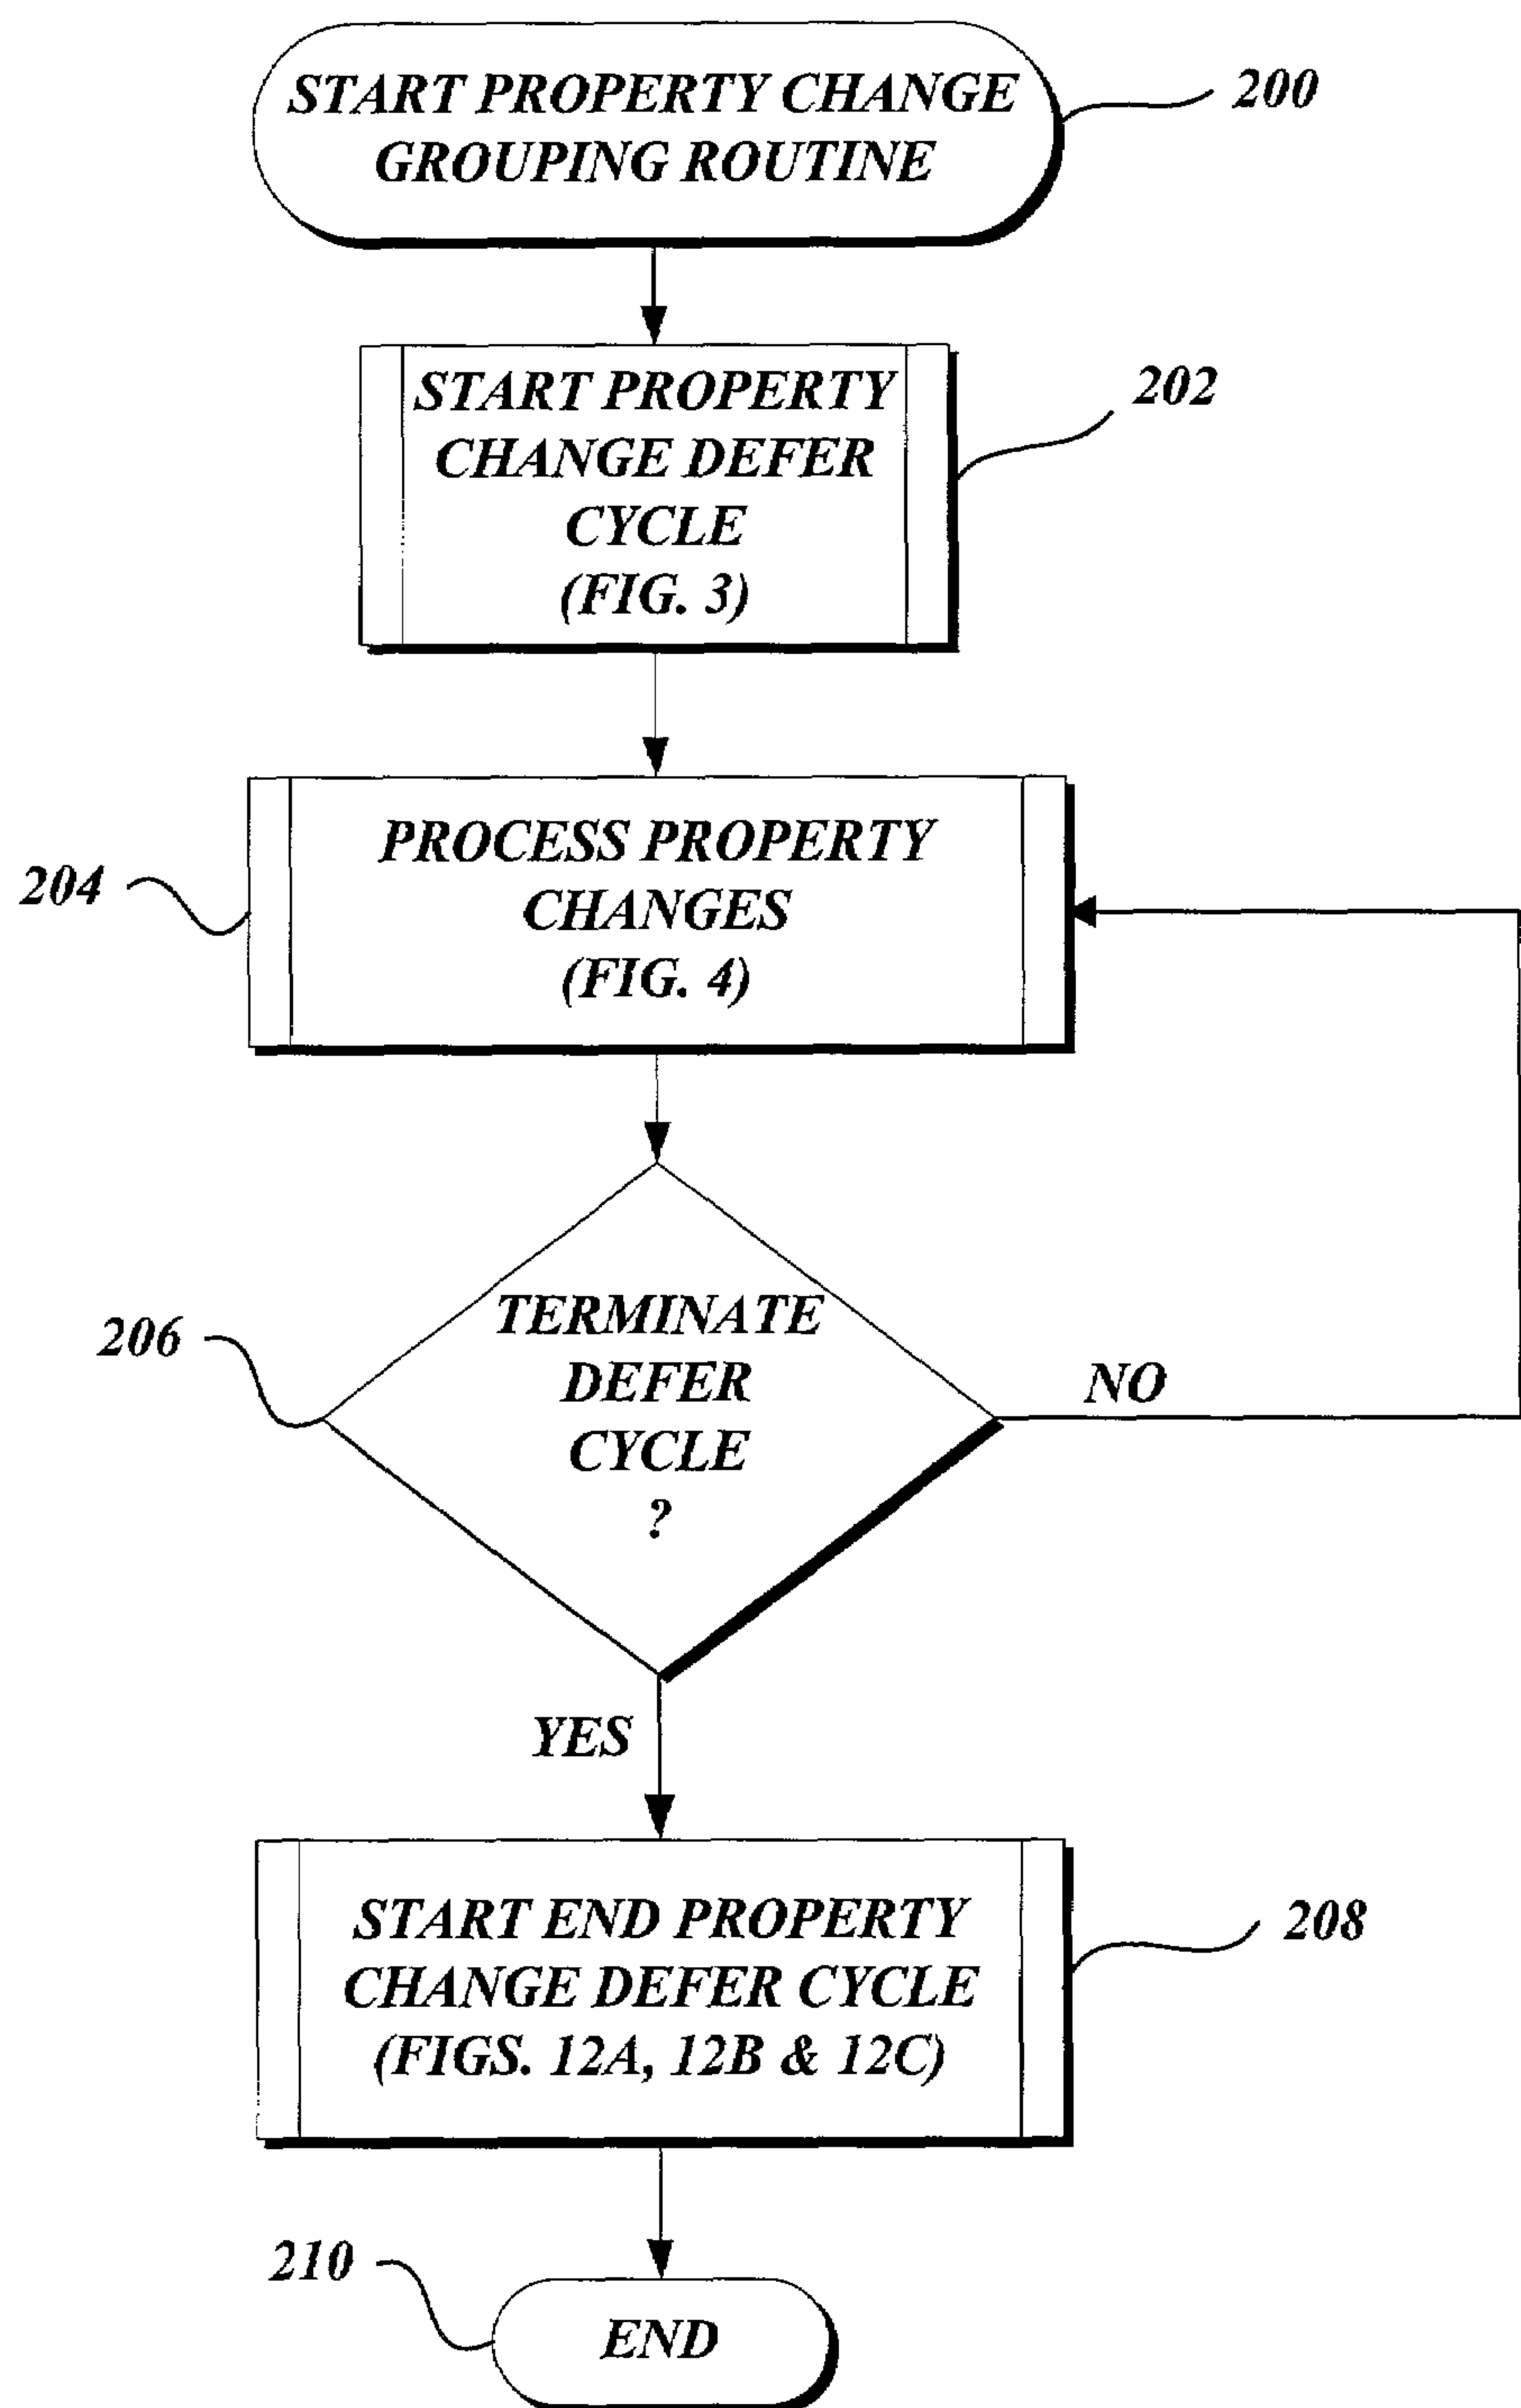 START PROPERTY CHANGE
GROUPING ROUTINE
200
START PROPERTY
CHANGE DEFER
CYCLE
(FIG. 3)
202
PROCESS PROPERTY
CHANGES
(FIG. 4)
204
TERMINATE
DEFER
CYCLE
?
206
NO
YES
START END PROPERTY
CHANGE DEFER CYCLE
(FIGS. 12A, 12B & 12C)
208
210
END